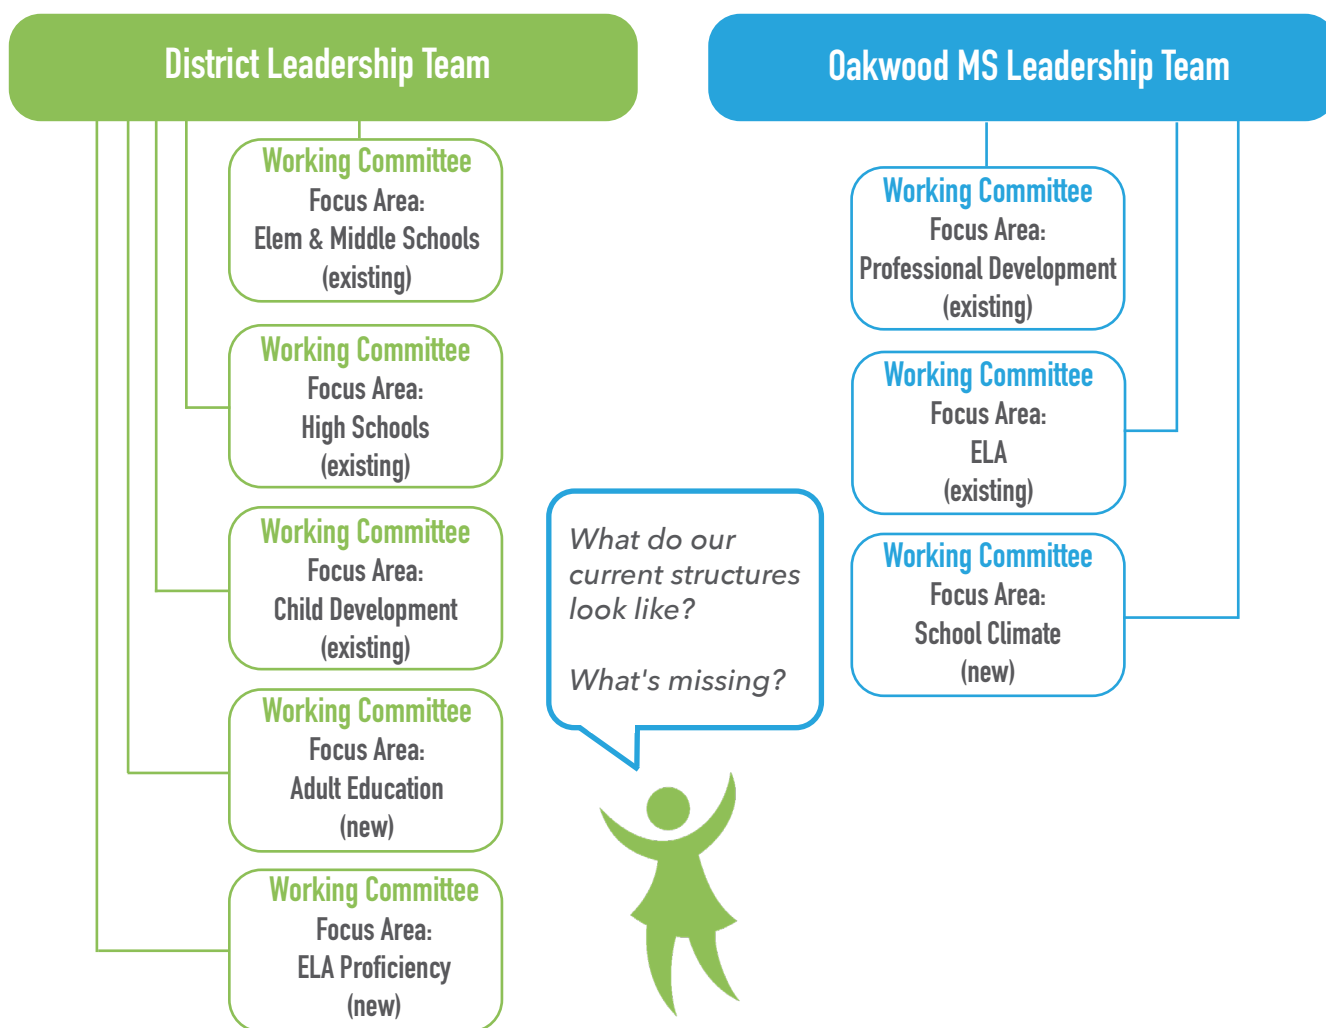 District Leadership Team
Working Committee
Focus Area:
Elem & Middle Schools
(existing)
Working Committee
Focus Area:
High Schools
(existing)
Working Committee
Focus Area:
Child Development
(existing)
Working Committee
Focus Area:
Adult Education
(new)
Working Committee
Focus Area:
ELA Proficiency
(new)
What do our
current structures
look like?
What's missing?
Oakwood MS Leadership Team
Working Committee
Focus Area:
Professional Development
(existing)
Working Committee
Focus Area:
ELA
(existing)
Working Committee
Focus Area:
School Climate
(new)